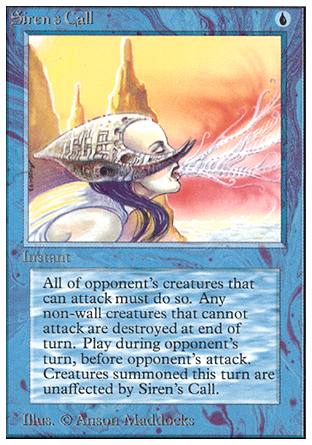 Siren's Call
Instant
All of opponent's creatures that
can attack must do so. Any
non-wall creatures that cannot
attack are destroyed at end of
turn. Play during opponent's
turn, before opponent's attack.
Creatures summoned this turn are
unaffected by Siren's Call.
Illus. © Anson Maddocks